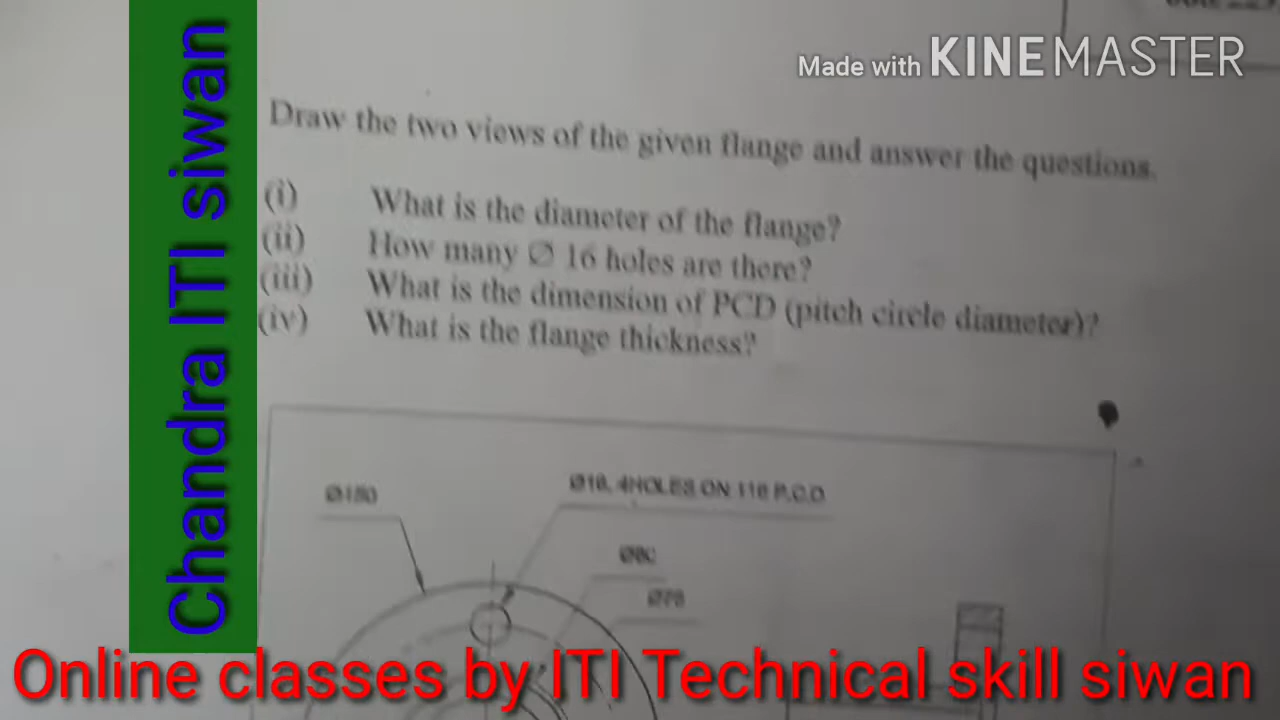 Made with KINEMASTER
Chandra ITI siwan
Draw the two views of the given flange and answer the questions.
(i) What is the diameter of the flange?
(ii) How many Ø 16 holes are there?
(iii) What is the dimension of PCD (pitch circle diameter)?
(iv) What is the flange thickness?
Ø16, 4HOLES ON 116 P.C.D.
Online classes by ITI Technical skill siwan